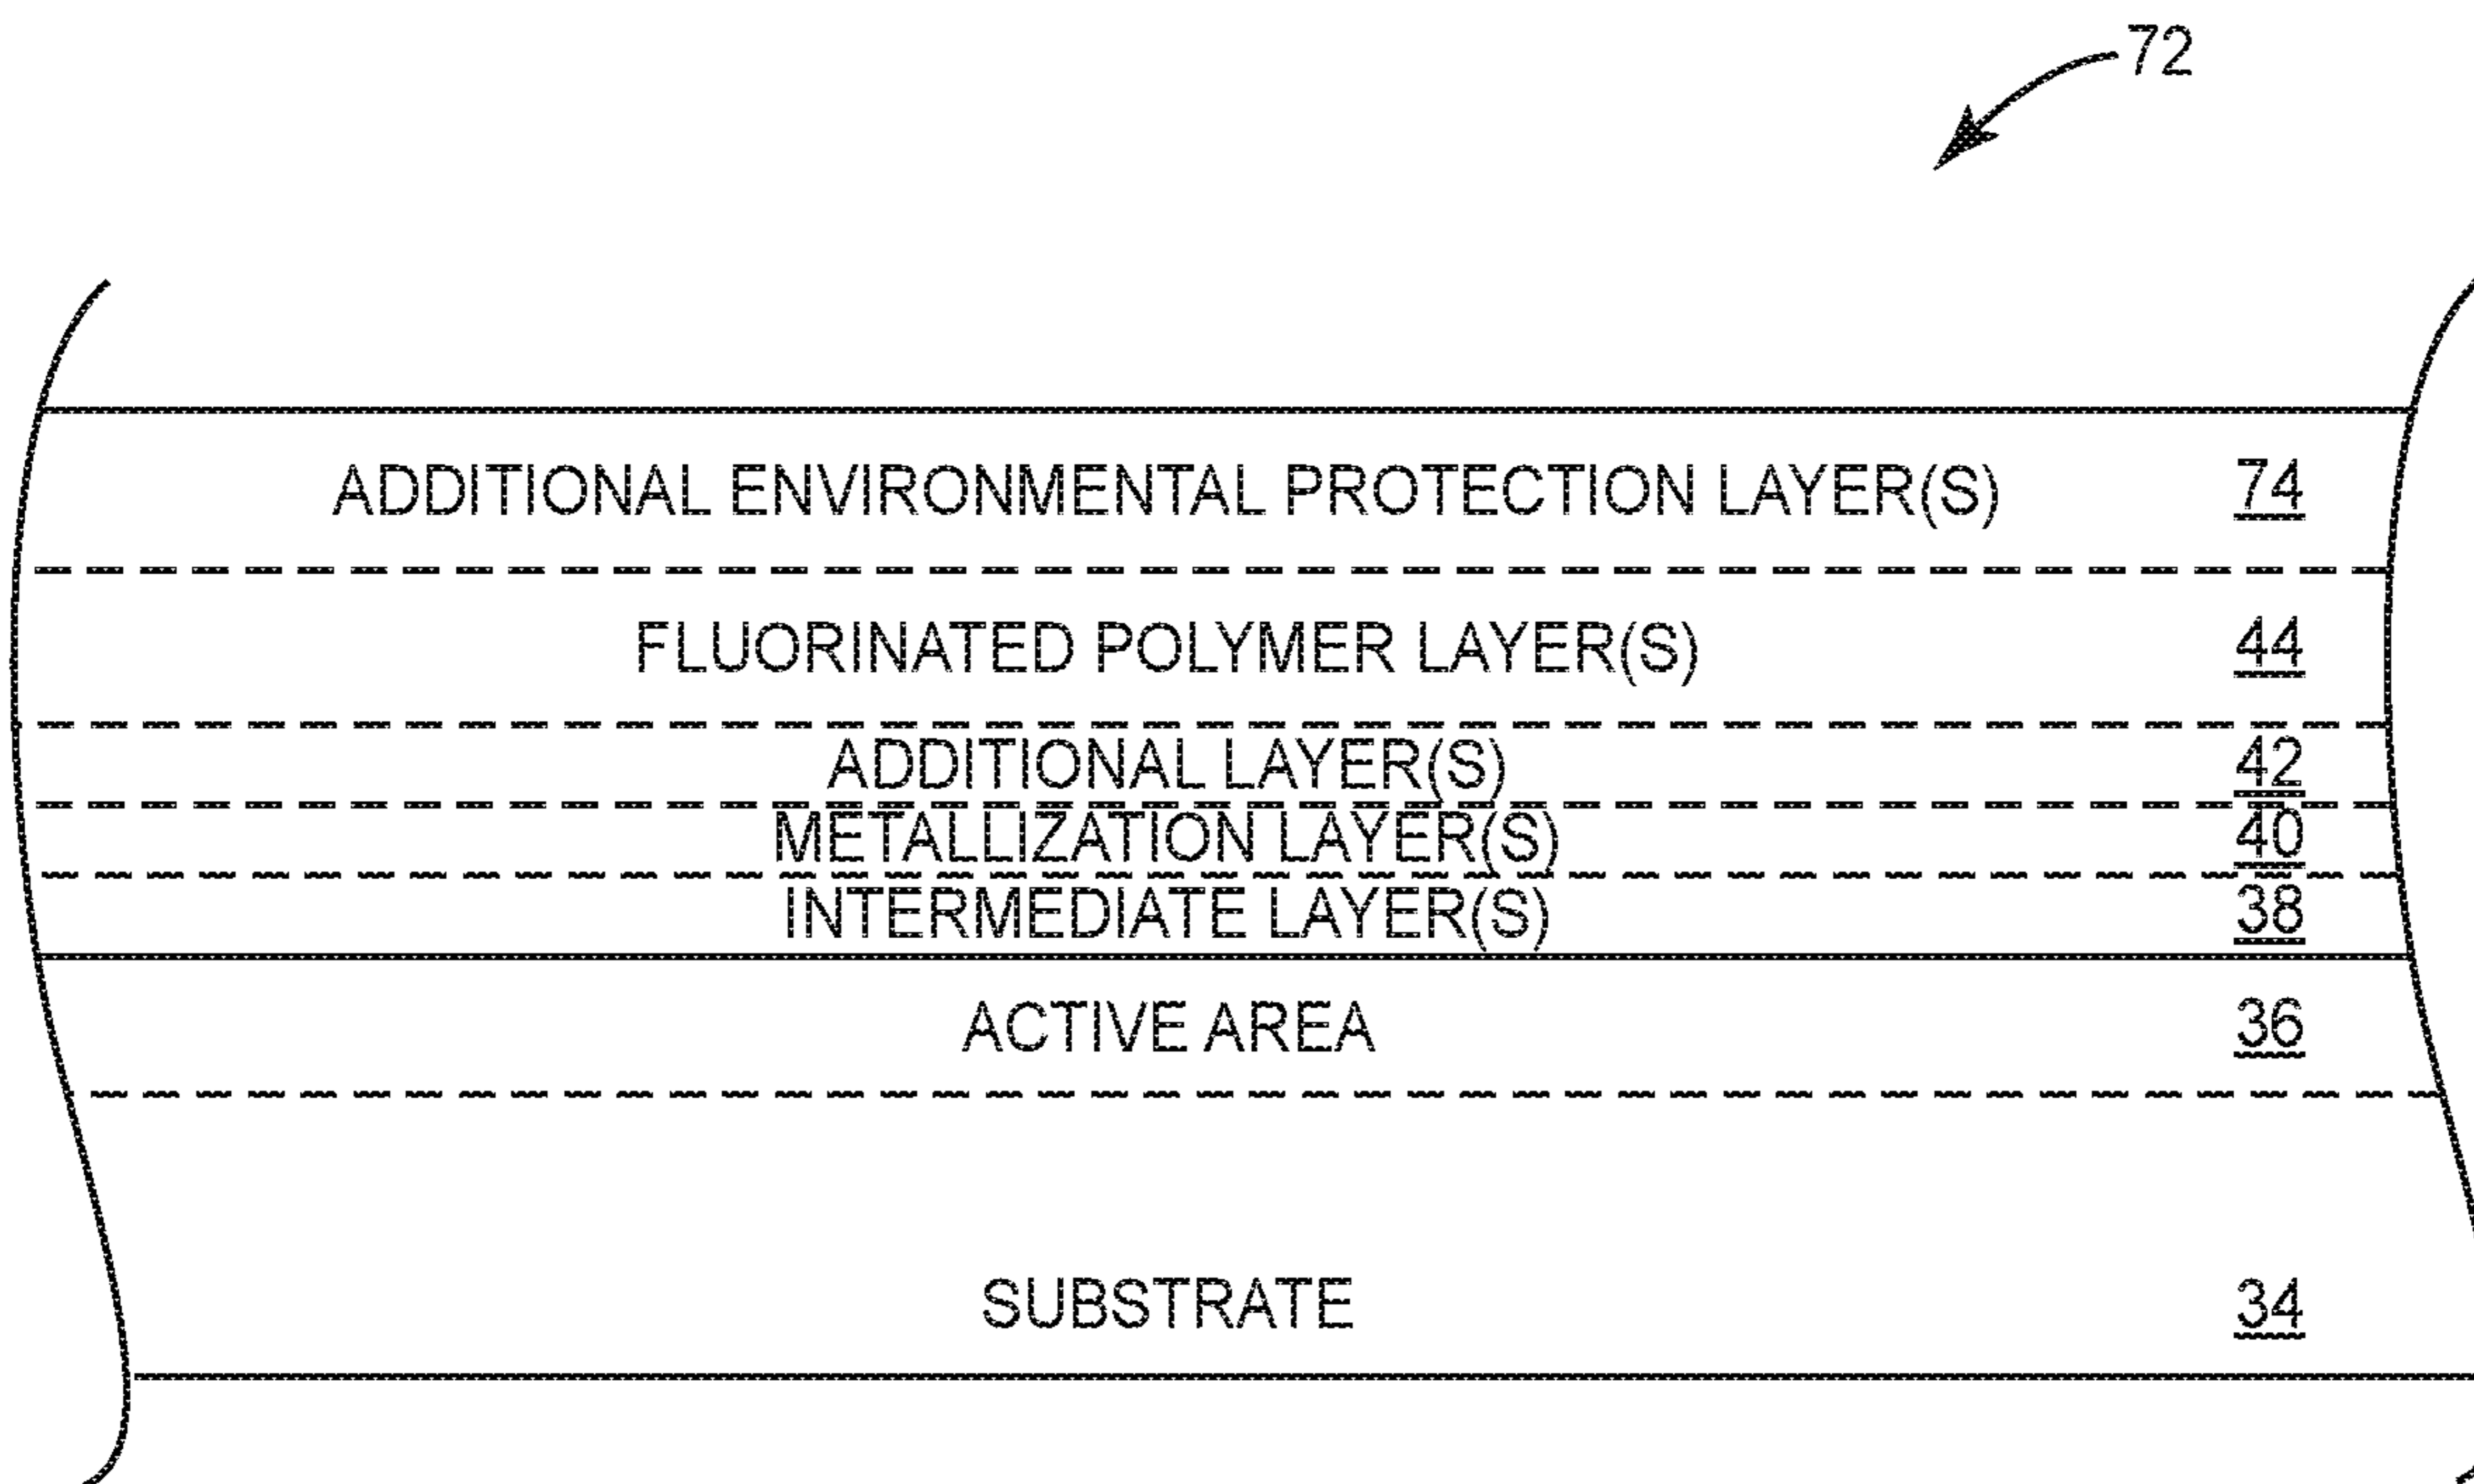 72
ADDITIONAL ENVIRONMENTAL PROTECTION LAYER(S) 74
FLUORINATED POLYMER LAYER(S) 44
ADDITIONAL LAYER(S) 42
METALLIZATION LAYER(S) 40
INTERMEDIATE LAYER(S) 38
ACTIVE AREA 36
SUBSTRATE 34